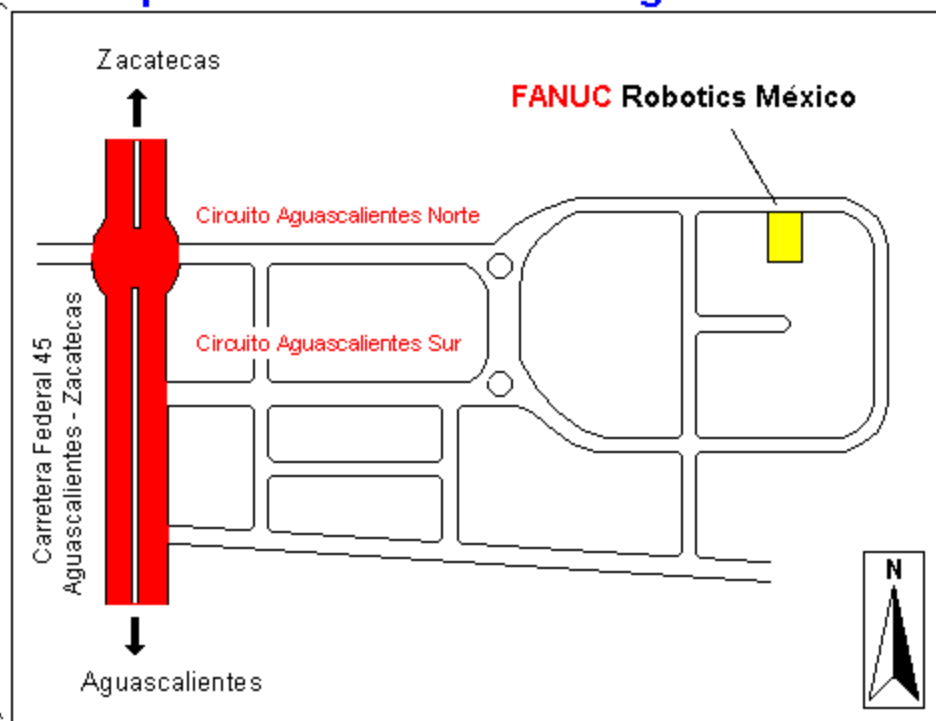 Zacatecas
FANUC Robotics México
Circuito Aguascalientes Norte
Circuito Aguascalientes Sur
Carretera Federal 45
Aguascalientes - Zacatecas
N
Aguascalientes